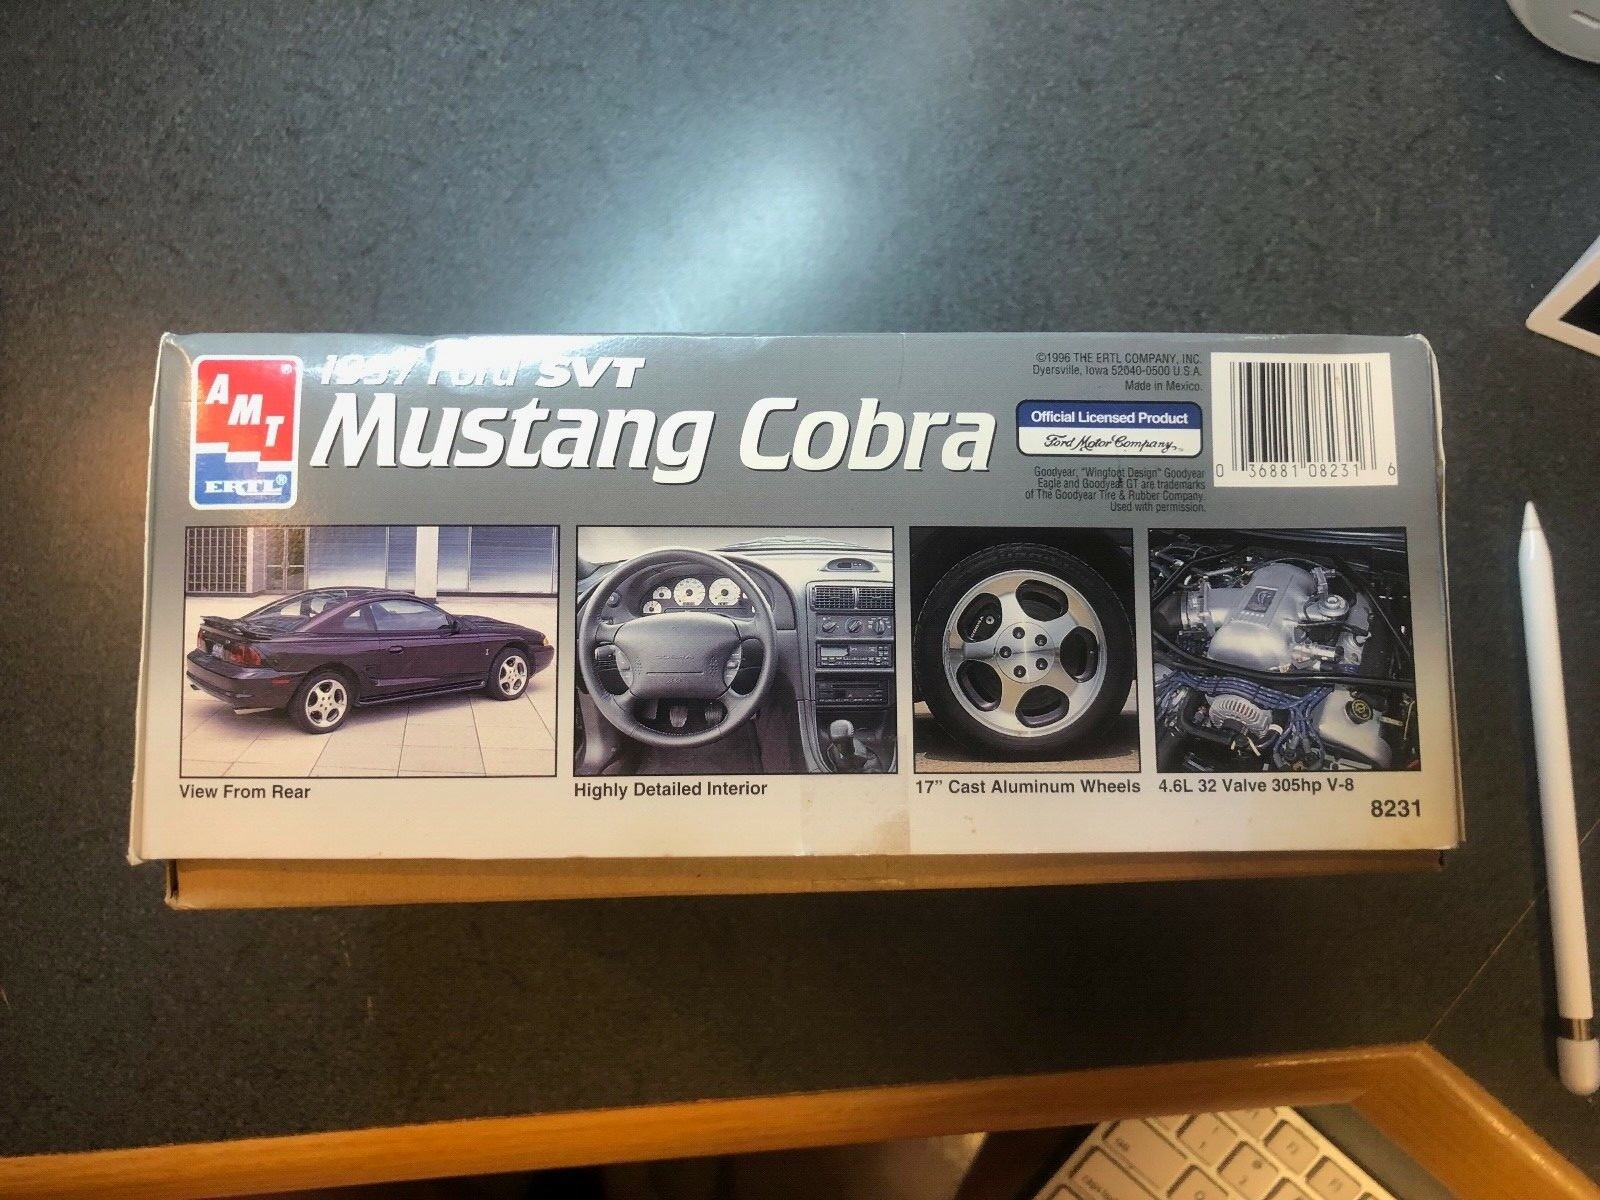 AMT
ERTL®
1997 Ford SVT
Mustang Cobra
©1996 THE ERTL COMPANY, INC.
Dyersville, Iowa 52040-0500 U.S.A.
Made in Mexico.
Official Licensed Product
Ford Motor Company
Goodyear, "Wingfoot Design" Goodyear
Eagle and Goodyear GT are trademarks
of The Goodyear Tire & Rubber Company.
Used with permission.
0 36881 08231 6
View From Rear
Highly Detailed Interior
17" Cast Aluminum Wheels
4.6L 32 Valve 305hp V-8
8231